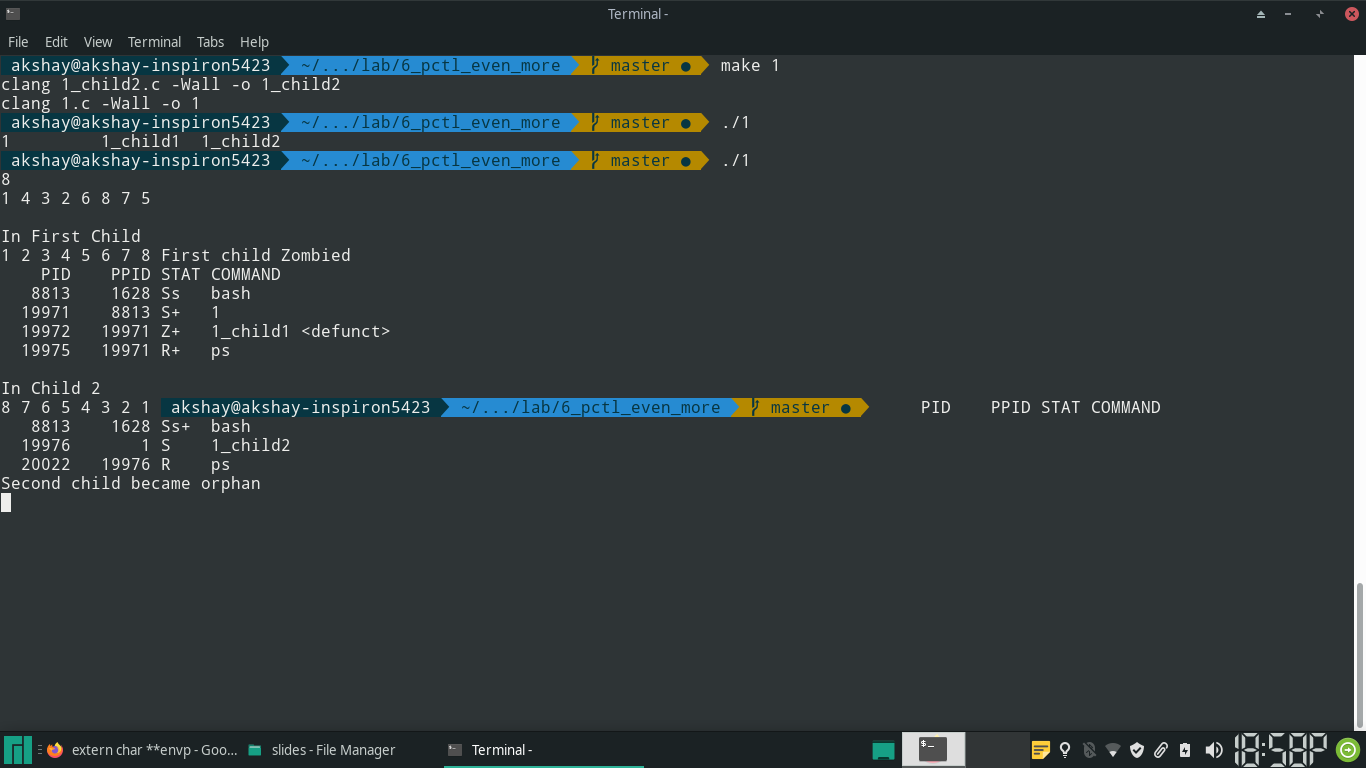 Terminal -
File Edit View Terminal Tabs Help
akshay@akshay-inspiron5423 ~/.../lab/6_pctl_even_more master ● make 1
clang 1_child2.c -Wall -o 1_child2
clang 1.c -Wall -o 1
akshay@akshay-inspiron5423 ~/.../lab/6_pctl_even_more master ● ./1
1 1_child1 1_child2
akshay@akshay-inspiron5423 ~/.../lab/6_pctl_even_more master ● ./1
8
1 4 3 2 6 8 7 5
In First Child
1 2 3 4 5 6 7 8 First child Zombied
PID PPID STAT COMMAND
8813 1628 Ss bash
19971 8813 S+ 1
19972 19971 Z+ 1_child1 <defunct>
19975 19971 R+ ps
In Child 2
8 7 6 5 4 3 2 1 akshay@akshay-inspiron5423 ~/.../lab/6_pctl_even_more master ● PID PPID STAT COMMAND
8813 1628 Ss+ bash
19976 1 S 1_child2
20022 19976 R ps
Second child became orphan
extern char **envp - Goo... slides - File Manager Terminal - 18:58P